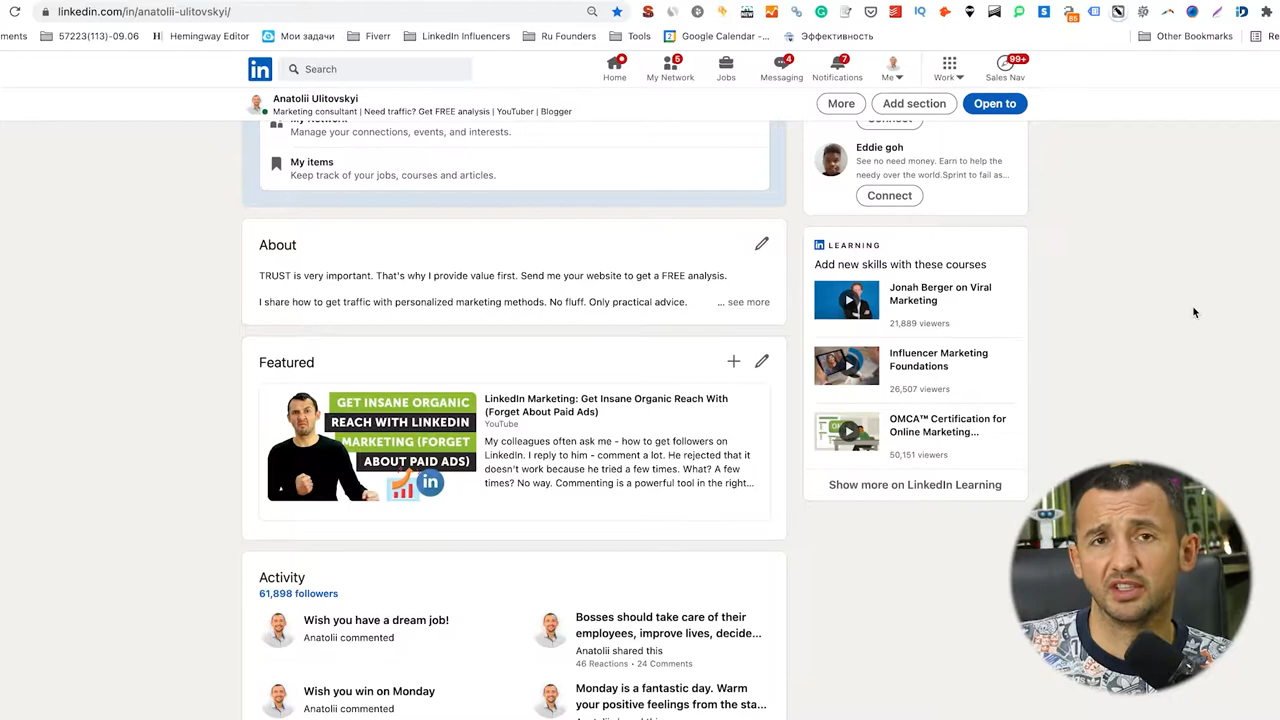 linkedin.com/in/anatolii-ulitovskyi/
NEW
85
ments
57223(113)-09.06
Hemingway Editor
Мои задачи
Fiverr
LinkedIn Influencers
Ru Founders
Tools
Google Calendar -...
Эффективность
Other Bookmarks
Re
in
Search
Home
5
My Network
Jobs
4
Messaging
7
Notifications
Me
Work
99+
Sales Nav
Anatolii Ulitovskyi
Marketing consultant | Need traffic? Get FREE analysis | YouTuber | Blogger
More
Add section
Open to
My Network
Manage your connections, events, and interests.
My items
Keep track of your jobs, courses and articles.
About
TRUST is very important. That's why I provide value first. Send me your website to get a FREE analysis.
I share how to get traffic with personalized marketing methods. No fluff. Only practical advice.
... see more
Featured
GET INSANE ORGANIC
REACH WITH LINKEDIN
MARKETING (FORGET
ABOUT PAID ADS)
in
LinkedIn Marketing: Get Insane Organic Reach With
(Forget About Paid Ads)
YouTube
My colleagues often ask me - how to get followers on
LinkedIn. I reply to him - comment a lot. He rejected that it
doesn't work because he tried a few times. What? A few
times? No way. Commenting is a powerful tool in the right...
Activity
61,898 followers
Wish you have a dream job!
Anatolii commented
Bosses should take care of their
employees, improve lives, decide...
Anatolii shared this
46 Reactions • 24 Comments
Wish you win on Monday
Anatolii commented
Monday is a fantastic day. Warm
your positive feelings from the sta...
Connect
Eddie goh
See no need money. Earn to help the
needy over the world.Sprint to fail as...
Connect
in LEARNING
Add new skills with these courses
Jonah Berger on Viral
Marketing
21,889 viewers
Influencer Marketing
Foundations
26,507 viewers
OMCA™ Certification for
Online Marketing...
50,151 viewers
Show more on LinkedIn Learning